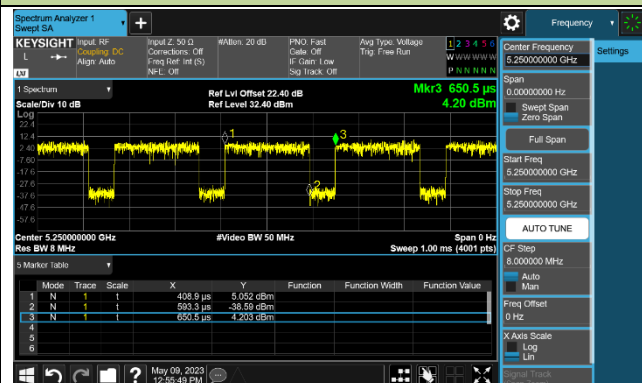 Spectrum Analyzer 1
Swept SA
Frequency
KEYSIGHT
Input: RF
Coupling: DC
Align: Auto
Input Z: 50 Ω
Corrections: Off
Freq Ref: Int (S)
NFE: Off
#Atten: 20 dB
PNO: Fast
Gate: Off
IF Gain: Low
Sig Track: Off
Avg Type: Voltage
Trig: Free Run
1 2 3 4 5 6
W W W W W W
P N N N N N
L
LXI
1 Spectrum
Scale/Div 10 dB
Ref Lvl Offset 22.40 dB
Ref Level 32.40 dBm
Mkr3 650.5 µs
4.20 dBm
Log
22.4
12.4
2.40
-7.60
-17.6
-27.6
-37.6
-47.6
-57.6
1
2
3
Center 5.250000000 GHz
Res BW 8 MHz
#Video BW 50 MHz
Span 0 Hz
Sweep 1.00 ms (4001 pts)
5 Marker Table
Mode Trace Scale X Y Function Function Width Function Value
1 N 1 t 408.9 µs 5.052 dBm
2 N 1 t 593.3 µs -38.59 dBm
3 N 1 t 650.5 µs 4.203 dBm
4
5
6
May 09, 2023
12:55:49 PM
Center Frequency
5.250000000 GHz
Settings
Span
0.00000000 Hz
Swept Span
Zero Span
Full Span
Start Freq
5.250000000 GHz
Stop Freq
5.250000000 GHz
AUTO TUNE
CF Step
8.000000 MHz
Auto
Man
Freq Offset
0 Hz
X Axis Scale
Log
Lin
Signal Track